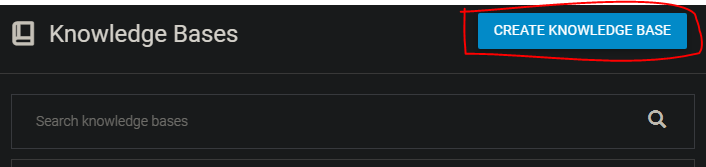 Knowledge Bases
CREATE KNOWLEDGE BASE
Search knowledge bases